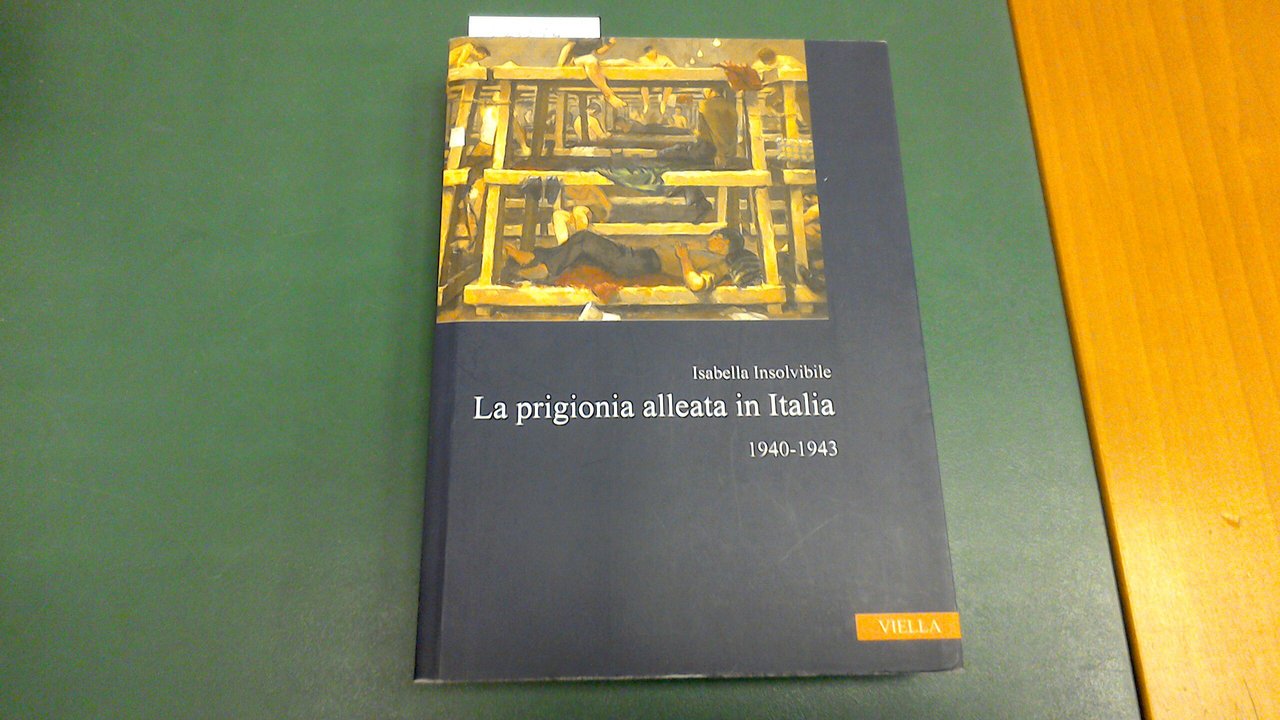 Isabella Insolvibile
La prigionia alleata in Italia
1940-1943
VIELLA